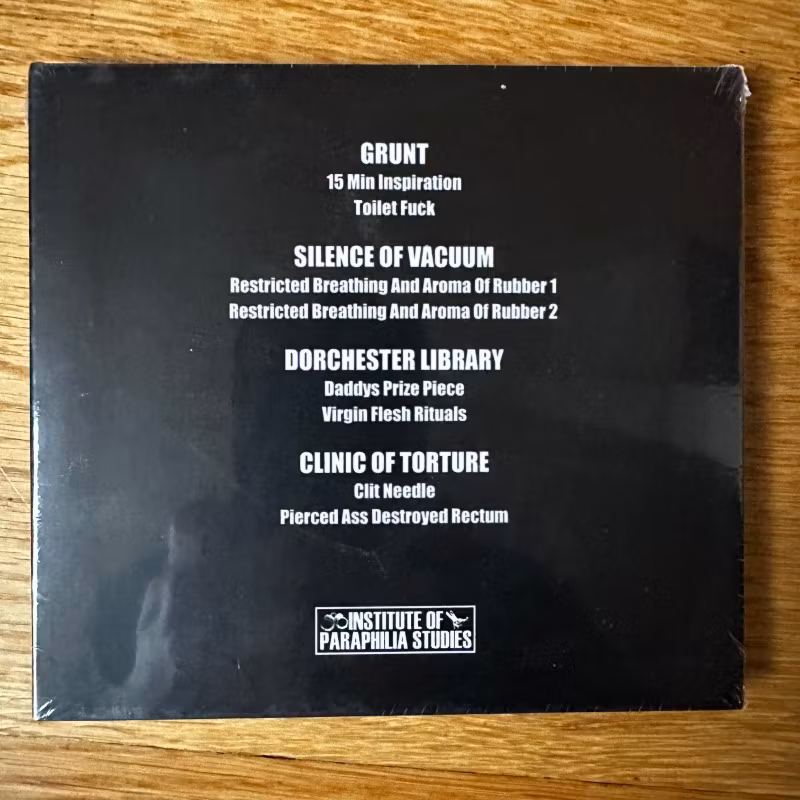 GRUNT
15 Min Inspiration
Toilet Fuck
SILENCE OF VACUUM
Restricted Breathing And Aroma Of Rubber 1
Restricted Breathing And Aroma Of Rubber 2
DORCHESTER LIBRARY
Daddys Prize Piece
Virgin Flesh Rituals
CLINIC OF TORTURE
Clit Needle
Pierced Ass Destroyed Rectum
INSTITUTE OF
PARAPHILIA STUDIES